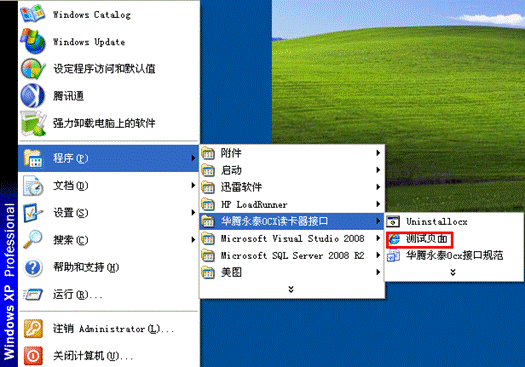 Windows Catalog
Windows Update
设定程序访问和默认值
腾讯通
强力卸载电脑上的软件
程序(P)
文档(D)
设置(S)
搜索(C)
帮助和支持(H)
运行(R)...
注销 Administrator(L)...
关闭计算机(U)...
Windows XP Professional
附件
启动
迅雷软件
HP LoadRunner
华腾永泰OCX读卡器接口
Microsoft Visual Studio 2008
Microsoft SQL Server 2008 R2
美图
Uninstallocx
测试页面
华腾永泰Ocx接口规范